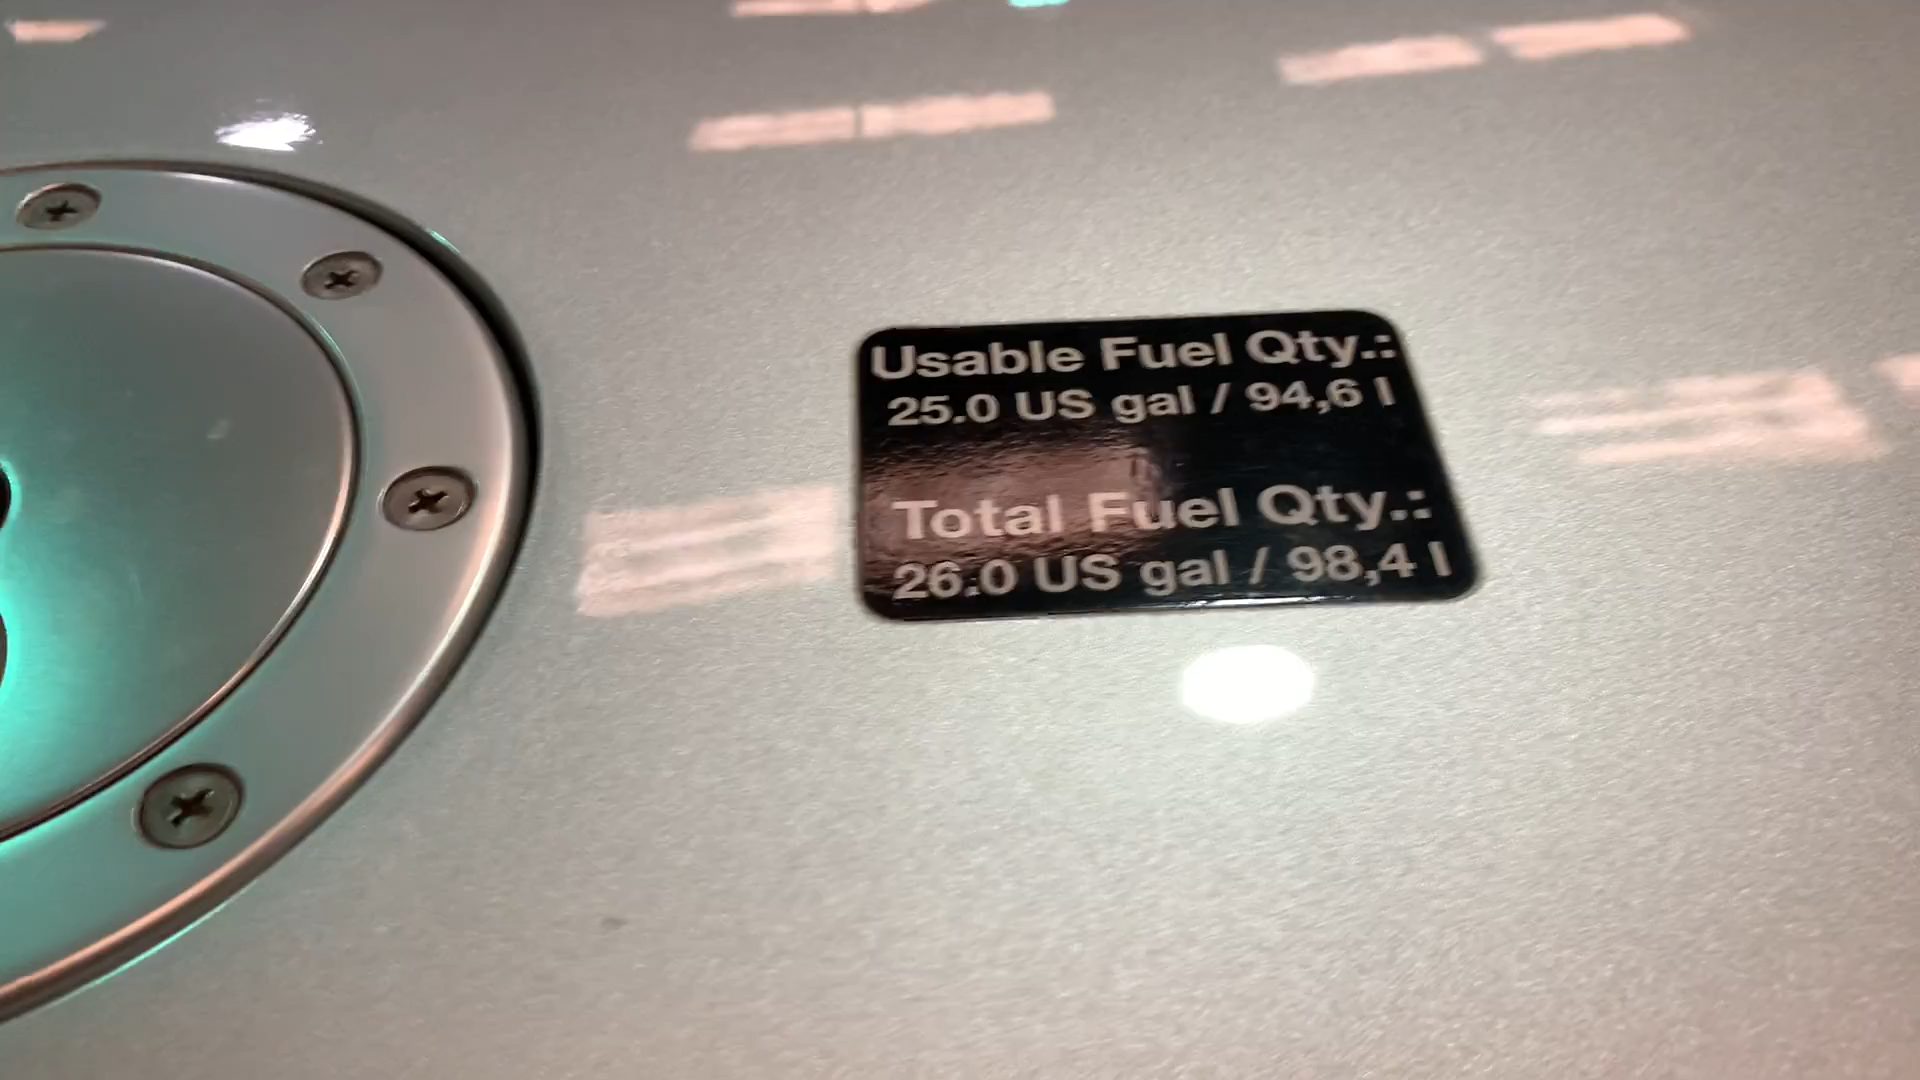 Usable Fuel Qty.:
25.0 US gal / 94,6 l
Total Fuel Qty.:
26.0 US gal / 98,4 l